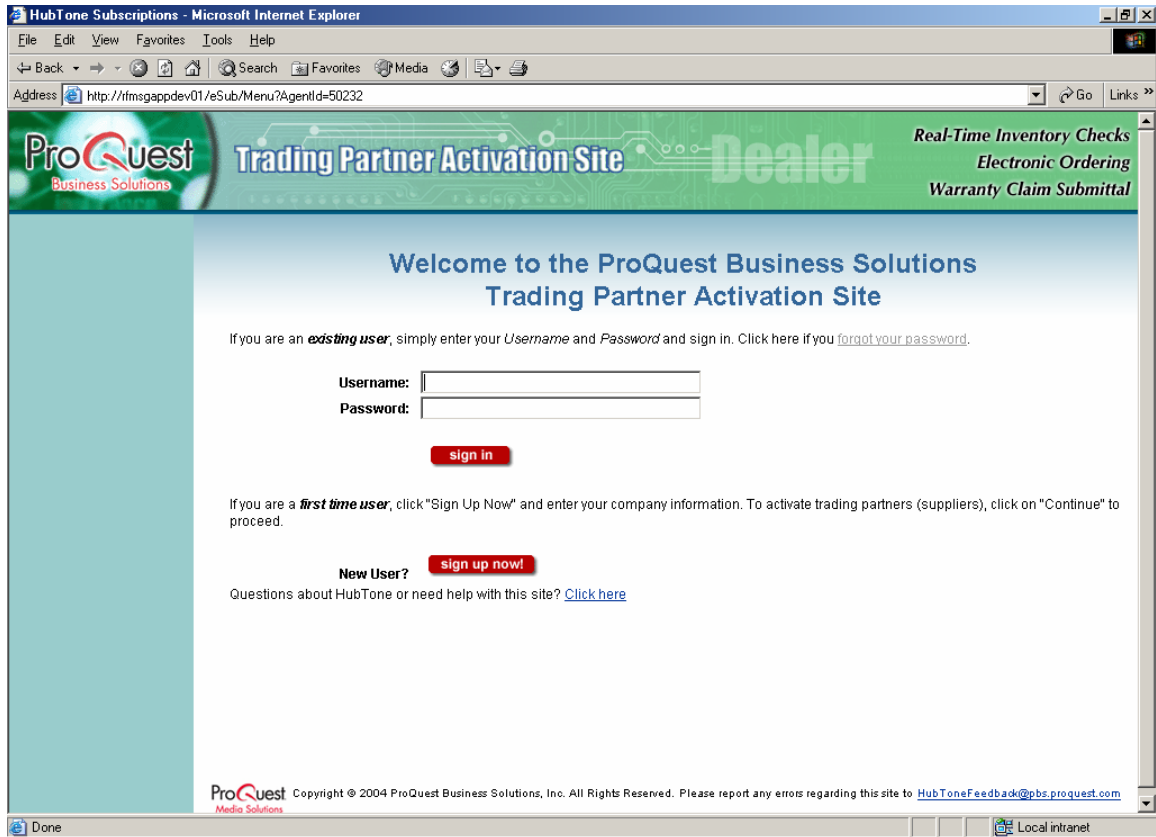 HubTone Subscriptions - Microsoft Internet Explorer
File Edit View Favorites Tools Help
Back Search Favorites Media
Address http://rfmsgappdev01/eSub/Menu?AgentId=50232 Go Links »
ProQuest
Business Solutions
Trading Partner Activation Site
Dealer
Real-Time Inventory Checks
Electronic Ordering
Warranty Claim Submittal
Welcome to the ProQuest Business Solutions
Trading Partner Activation Site
If you are an existing user, simply enter your Username and Password and sign in. Click here if you forgot your password.
Username:
Password:
sign in
If you are a first time user, click "Sign Up Now" and enter your company information. To activate trading partners (suppliers), click on "Continue" to
proceed.
New User? sign up now!
Questions about HubTone or need help with this site? Click here
ProQuest Copyright © 2004 ProQuest Business Solutions, Inc. All Rights Reserved. Please report any errors regarding this site to HubToneFeedback@pbs.proquest.com
Media Solutions
Done Local intranet